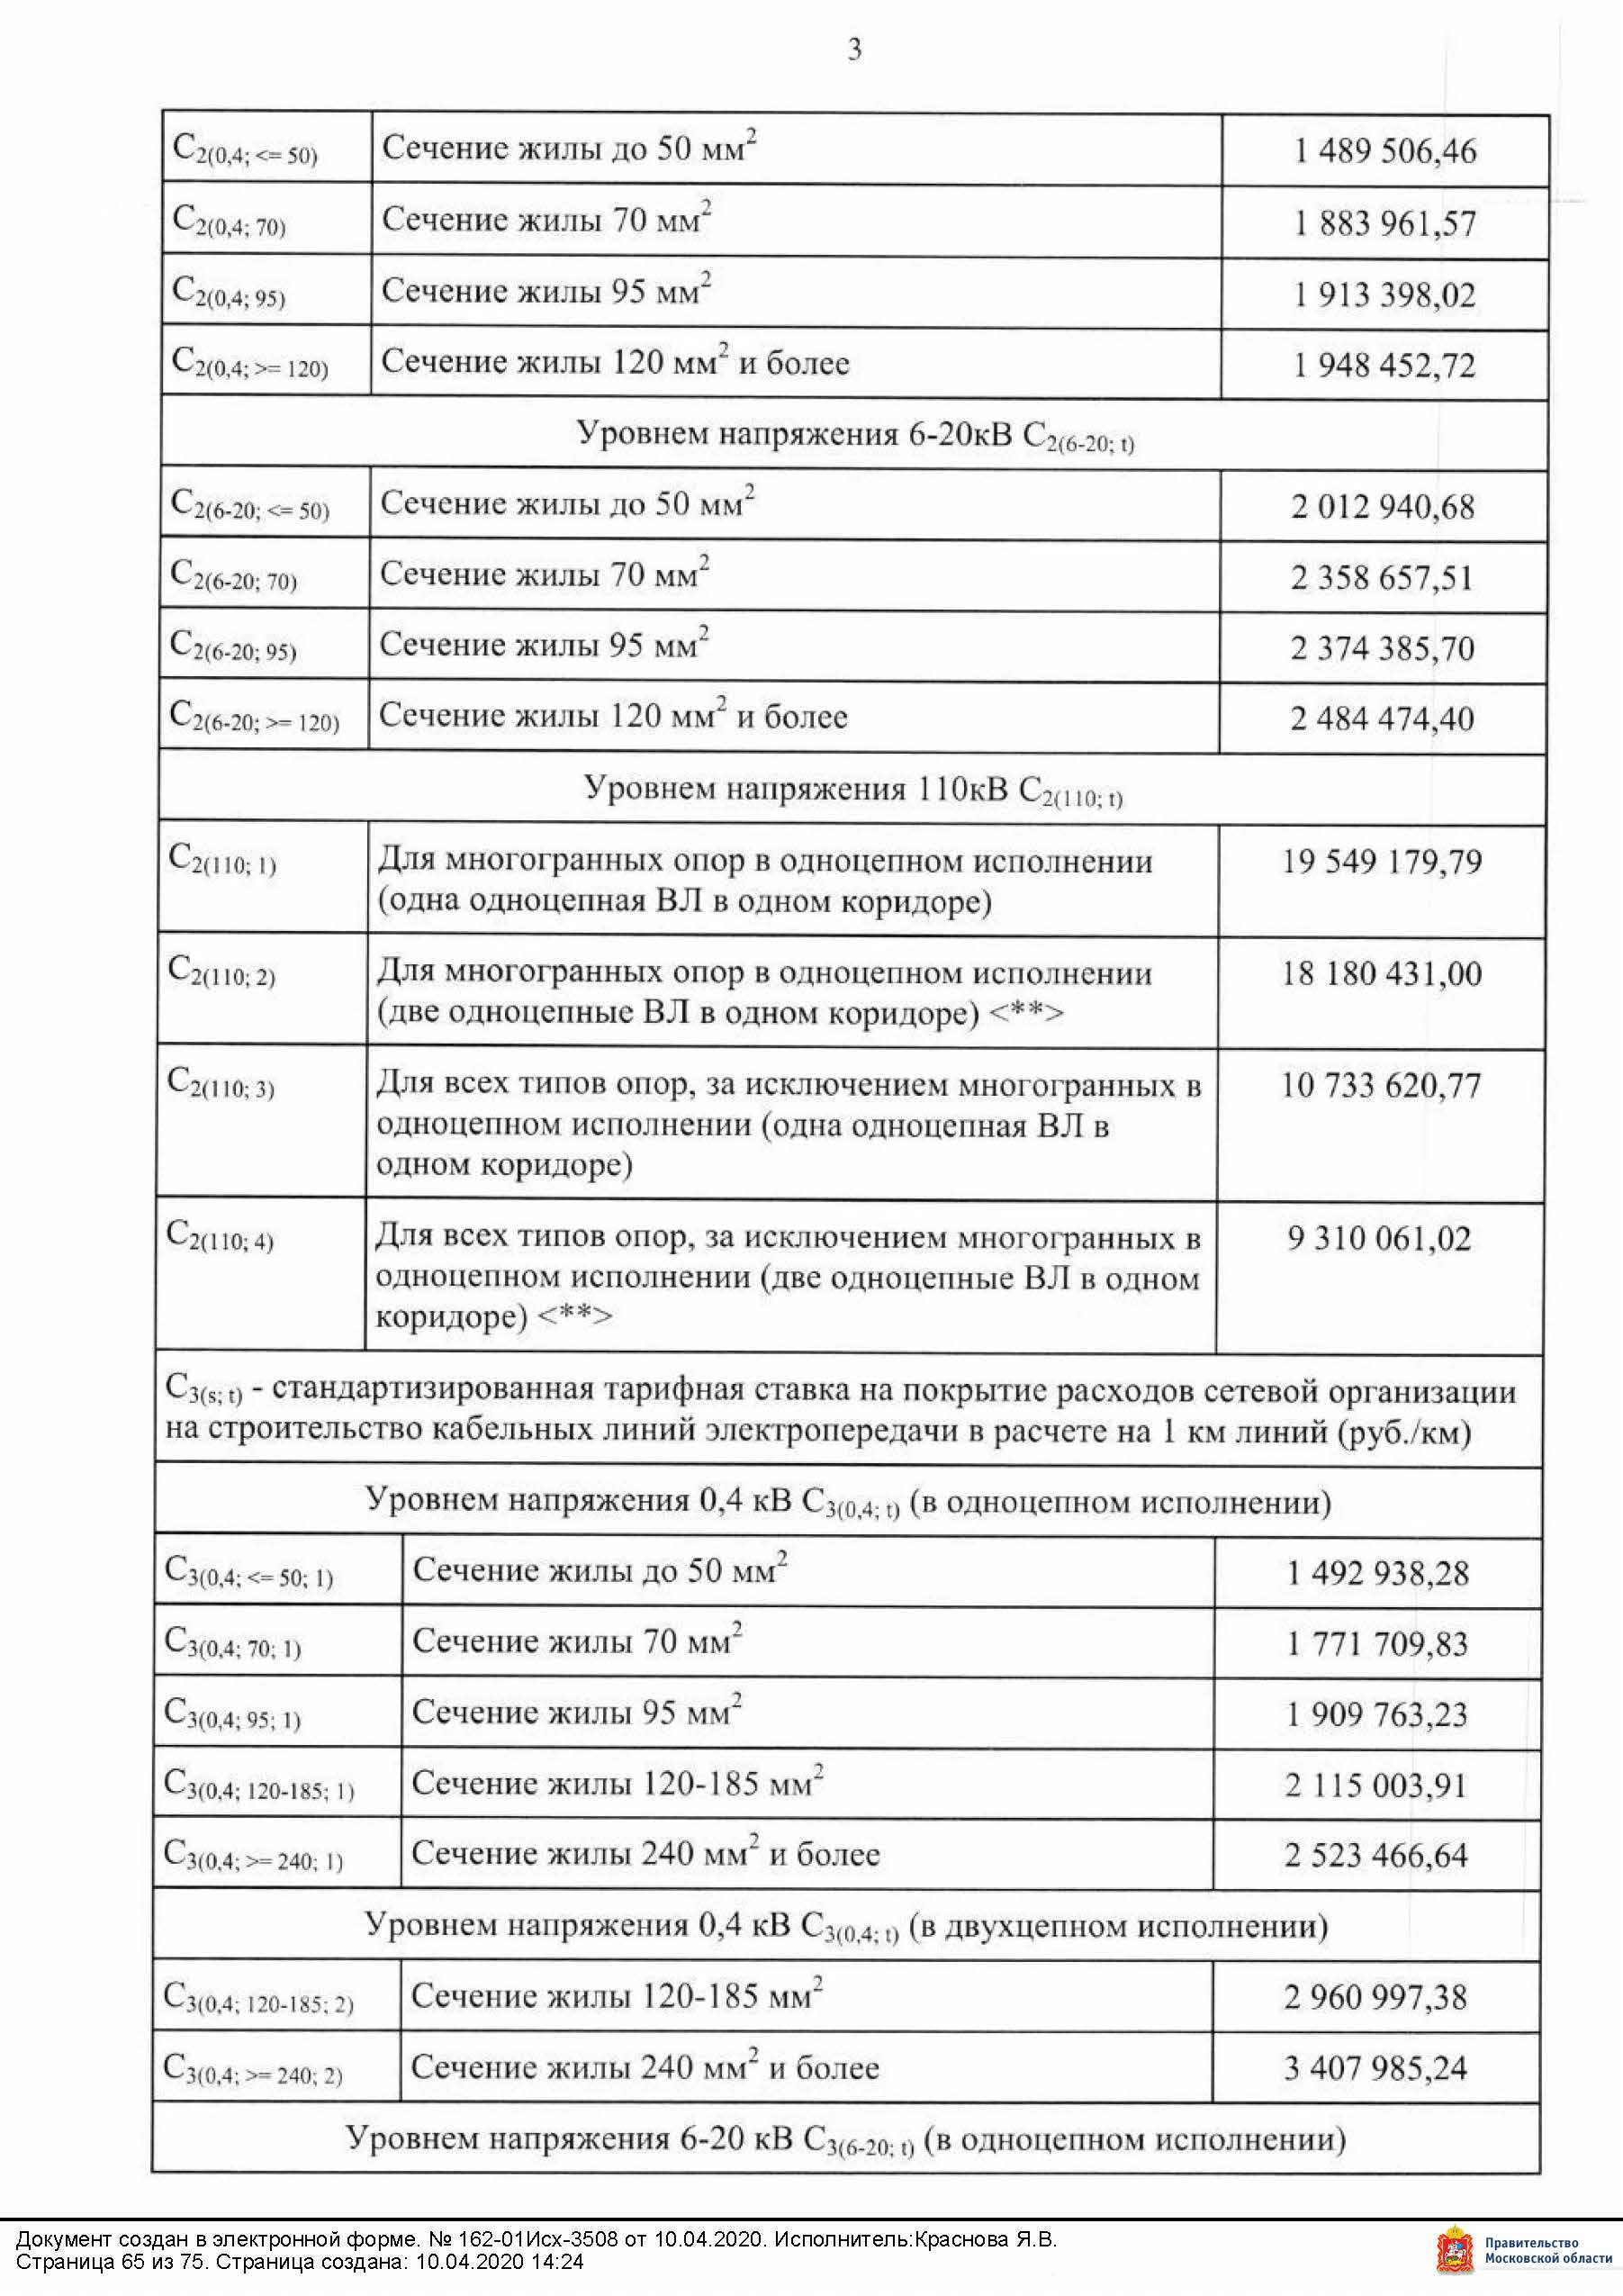 3
C2(0,4; <= 50) Сечение жилы до 50 мм2 1 489 506,46
C2(0,4; 70) Сечение жилы 70 мм2 1 883 961,57
C2(0,4; 95) Сечение жилы 95 мм2 1 913 398,02
C2(0,4; >= 120) Сечение жилы 120 мм2 и более 1 948 452,72
Уровнем напряжения 6-20кВ C2(6-20; t)
C2(6-20; <= 50) Сечение жилы до 50 мм2 2 012 940,68
C2(6-20; 70) Сечение жилы 70 мм2 2 358 657,51
C2(6-20; 95) Сечение жилы 95 мм2 2 374 385,70
C2(6-20; >= 120) Сечение жилы 120 мм2 и более 2 484 474,40
Уровнем напряжения 110кВ C2(110; t)
C2(110; 1) Для многогранных опор в одноцепном исполнении 19 549 179,79
(одна одноцепная ВЛ в одном коридоре)
C2(110; 2) Для многогранных опор в одноцепном исполнении 18 180 431,00
(две одноцепные ВЛ в одном коридоре) <**>
C2(110; 3) Для всех типов опор, за исключением многогранных в 10 733 620,77
одноцепном исполнении (одна одноцепная ВЛ в
одном коридоре)
C2(110; 4) Для всех типов опор, за исключением многогранных в 9 310 061,02
одноцепном исполнении (две одноцепные ВЛ в одном
коридоре) <**>
C3(s; t) - стандартизированная тарифная ставка на покрытие расходов сетевой организации
на строительство кабельных линий электропередачи в расчете на 1 км линий (руб./км)
Уровнем напряжения 0,4 кВ C3(0,4; t) (в одноцепном исполнении)
C3(0,4; <= 50; 1) Сечение жилы до 50 мм2 1 492 938,28
C3(0,4; 70; 1) Сечение жилы 70 мм2 1 771 709,83
C3(0,4; 95; 1) Сечение жилы 95 мм2 1 909 763,23
C3(0,4; 120-185; 1) Сечение жилы 120-185 мм2 2 115 003,91
C3(0,4; >= 240; 1) Сечение жилы 240 мм2 и более 2 523 466,64
Уровнем напряжения 0,4 кВ C3(0,4; t) (в двухцепном исполнении)
C3(0,4; 120-185; 2) Сечение жилы 120-185 мм2 2 960 997,38
C3(0,4; >= 240; 2) Сечение жилы 240 мм2 и более 3 407 985,24
Уровнем напряжения 6-20 кВ C3(6-20; t) (в одноцепном исполнении)
Документ создан в электронной форме. № 162-01Исх-3508 от 10.04.2020. Исполнитель:Краснова Я.В.
Страница 65 из 75. Страница создана: 10.04.2020 14:24
Правительство
Московской области